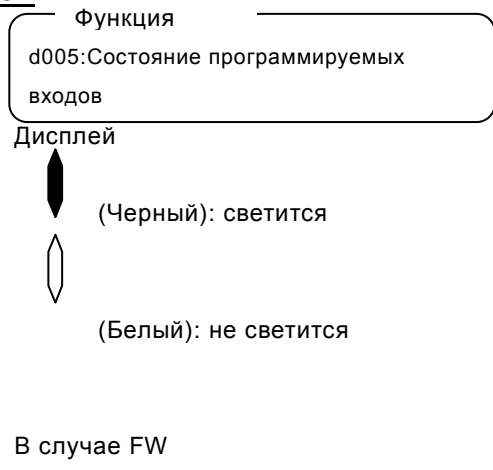 Функция
d005:Состояние программируемых
входов
Дисплей
(Черный): светится
(Белый): не светится
В случае FW